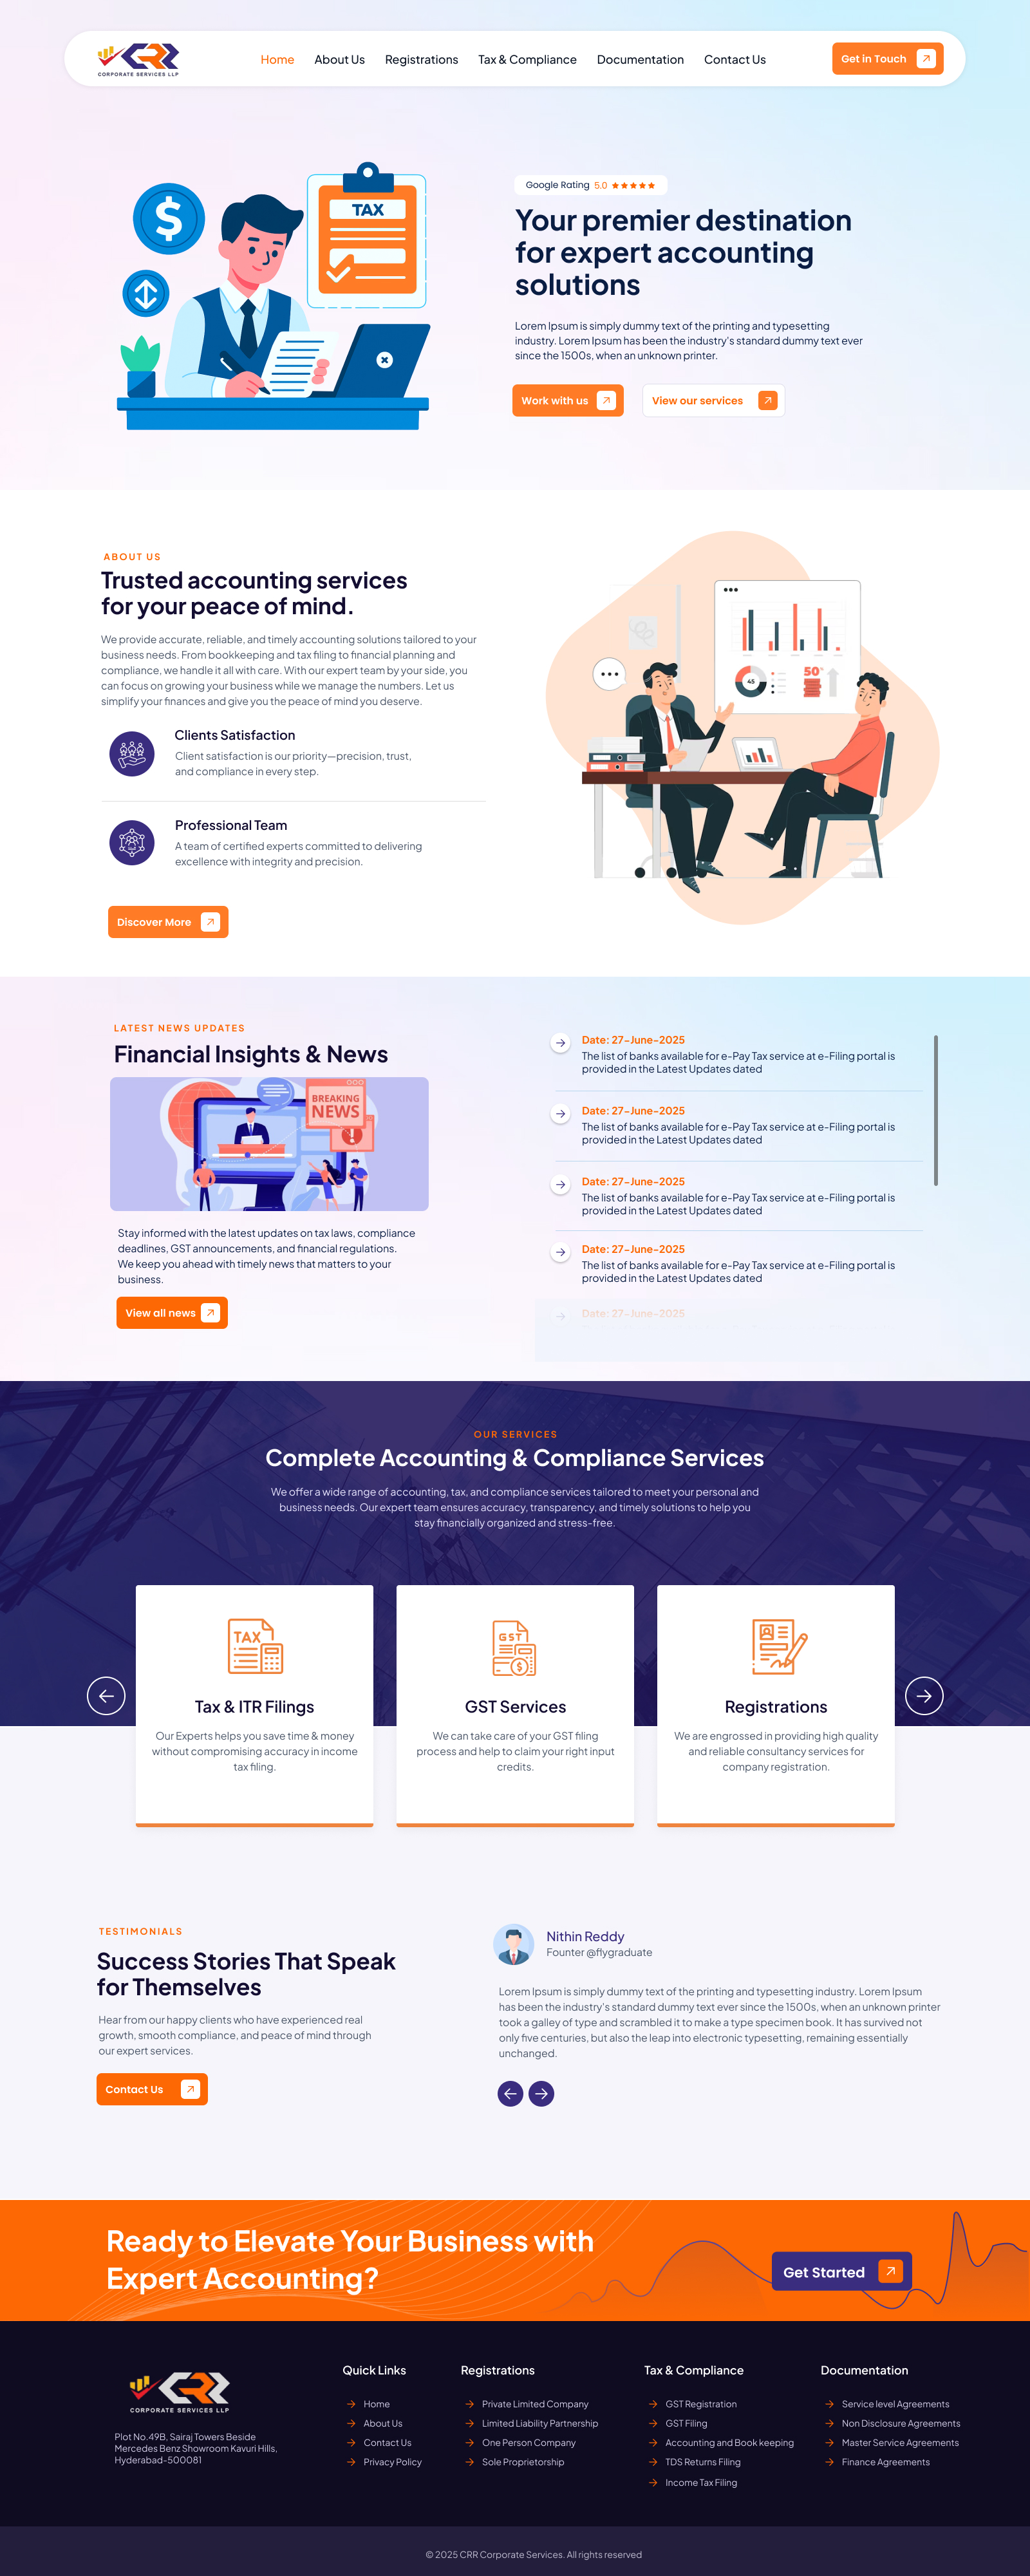 CRR
CORPORATE SERVICES LLP
Home
About Us
Registrations
Tax & Compliance
Documentation
Contact Us
Get in Touch
TAX
Google Rating 5.0
Your premier destination
for expert accounting
solutions
Lorem Ipsum is simply dummy text of the printing and typesetting
industry. Lorem Ipsum has been the industry's standard dummy text ever
since the 1500s, when an unknown printer.
Work with us
View our services
ABOUT US
Trusted accounting services
for your peace of mind.
We provide accurate, reliable, and timely accounting solutions tailored to your
business needs. From bookkeeping and tax filing to financial planning and
compliance, we handle it all with care. With our expert team by your side, you
can focus on growing your business while we manage the numbers. Let us
simplify your finances and give you the peace of mind you deserve.
Clients Satisfaction
Client satisfaction is our priority—precision, trust,
and compliance in every step.
Professional Team
A team of certified experts committed to delivering
excellence with integrity and precision.
Discover More
45
50%
LATEST NEWS UPDATES
Financial Insights & News
BREAKING
NEWS
Stay informed with the latest updates on tax laws, compliance
deadlines, GST announcements, and financial regulations.
We keep you ahead with timely news that matters to your
business.
View all news
Date: 27-June-2025
The list of banks available for e-Pay Tax service at e-Filing portal is
provided in the Latest Updates dated
Date: 27-June-2025
The list of banks available for e-Pay Tax service at e-Filing portal is
provided in the Latest Updates dated
Date: 27-June-2025
The list of banks available for e-Pay Tax service at e-Filing portal is
provided in the Latest Updates dated
Date: 27-June-2025
The list of banks available for e-Pay Tax service at e-Filing portal is
provided in the Latest Updates dated
Date: 27-June-2025
OUR SERVICES
Complete Accounting & Compliance Services
We offer a wide range of accounting, tax, and compliance services tailored to meet your personal and
business needs. Our expert team ensures accuracy, transparency, and timely solutions to help you
stay financially organized and stress-free.
TAX
Tax & ITR Filings
Our Experts helps you save time & money
without compromising accuracy in income
tax filing.
GST
GST Services
We can take care of your GST filing
process and help to claim your right input
credits.
Registrations
We are engrossed in providing high quality
and reliable consultancy services for
company registration.
TESTIMONIALS
Success Stories That Speak
for Themselves
Hear from our happy clients who have experienced real
growth, smooth compliance, and peace of mind through
our expert services.
Contact Us
Nithin Reddy
Founter @flygraduate
Lorem Ipsum is simply dummy text of the printing and typesetting industry. Lorem Ipsum
has been the industry's standard dummy text ever since the 1500s, when an unknown printer
took a galley of type and scrambled it to make a type specimen book. It has survived not
only five centuries, but also the leap into electronic typesetting, remaining essentially
unchanged.
Ready to Elevate Your Business with
Expert Accounting?
Get Started
CRR
CORPORATE SERVICES LLP
Plot No.49B, Sairaj Towers Beside
Mercedes Benz Showroom Kavuri Hills,
Hyderabad-500081
Quick Links
Home
About Us
Contact Us
Privacy Policy
Registrations
Private Limited Company
Limited Liability Partnership
One Person Company
Sole Proprietorship
Tax & Compliance
GST Registration
GST Filing
Accounting and Book keeping
TDS Returns Filing
Income Tax Filing
Documentation
Service level Agreements
Non Disclosure Agreements
Master Service Agreements
Finance Agreements
© 2025 CRR Corporate Services. All rights reserved